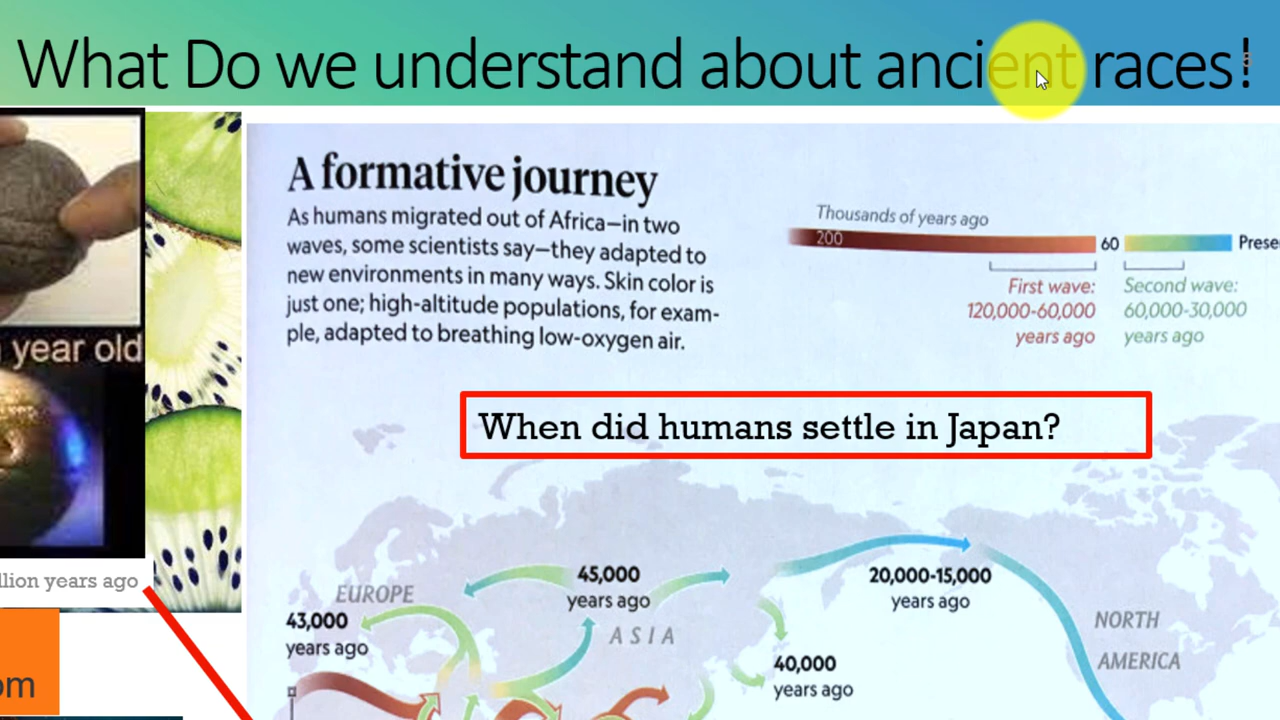 What Do we understand about ancient races!
A formative journey
As humans migrated out of Africa—in two
waves, some scientists say—they adapted to
new environments in many ways. Skin color is
just one; high-altitude populations, for exam-
ple, adapted to breathing low-oxygen air.
Thousands of years ago
200
60
Prese
First wave:
120,000-60,000
years ago
Second wave:
60,000-30,000
years ago
year old
When did humans settle in Japan?
llion years ago
EUROPE
45,000
years ago
20,000-15,000
years ago
43,000
years ago
ASIA
NORTH
AMERICA
40,000
years ago
om